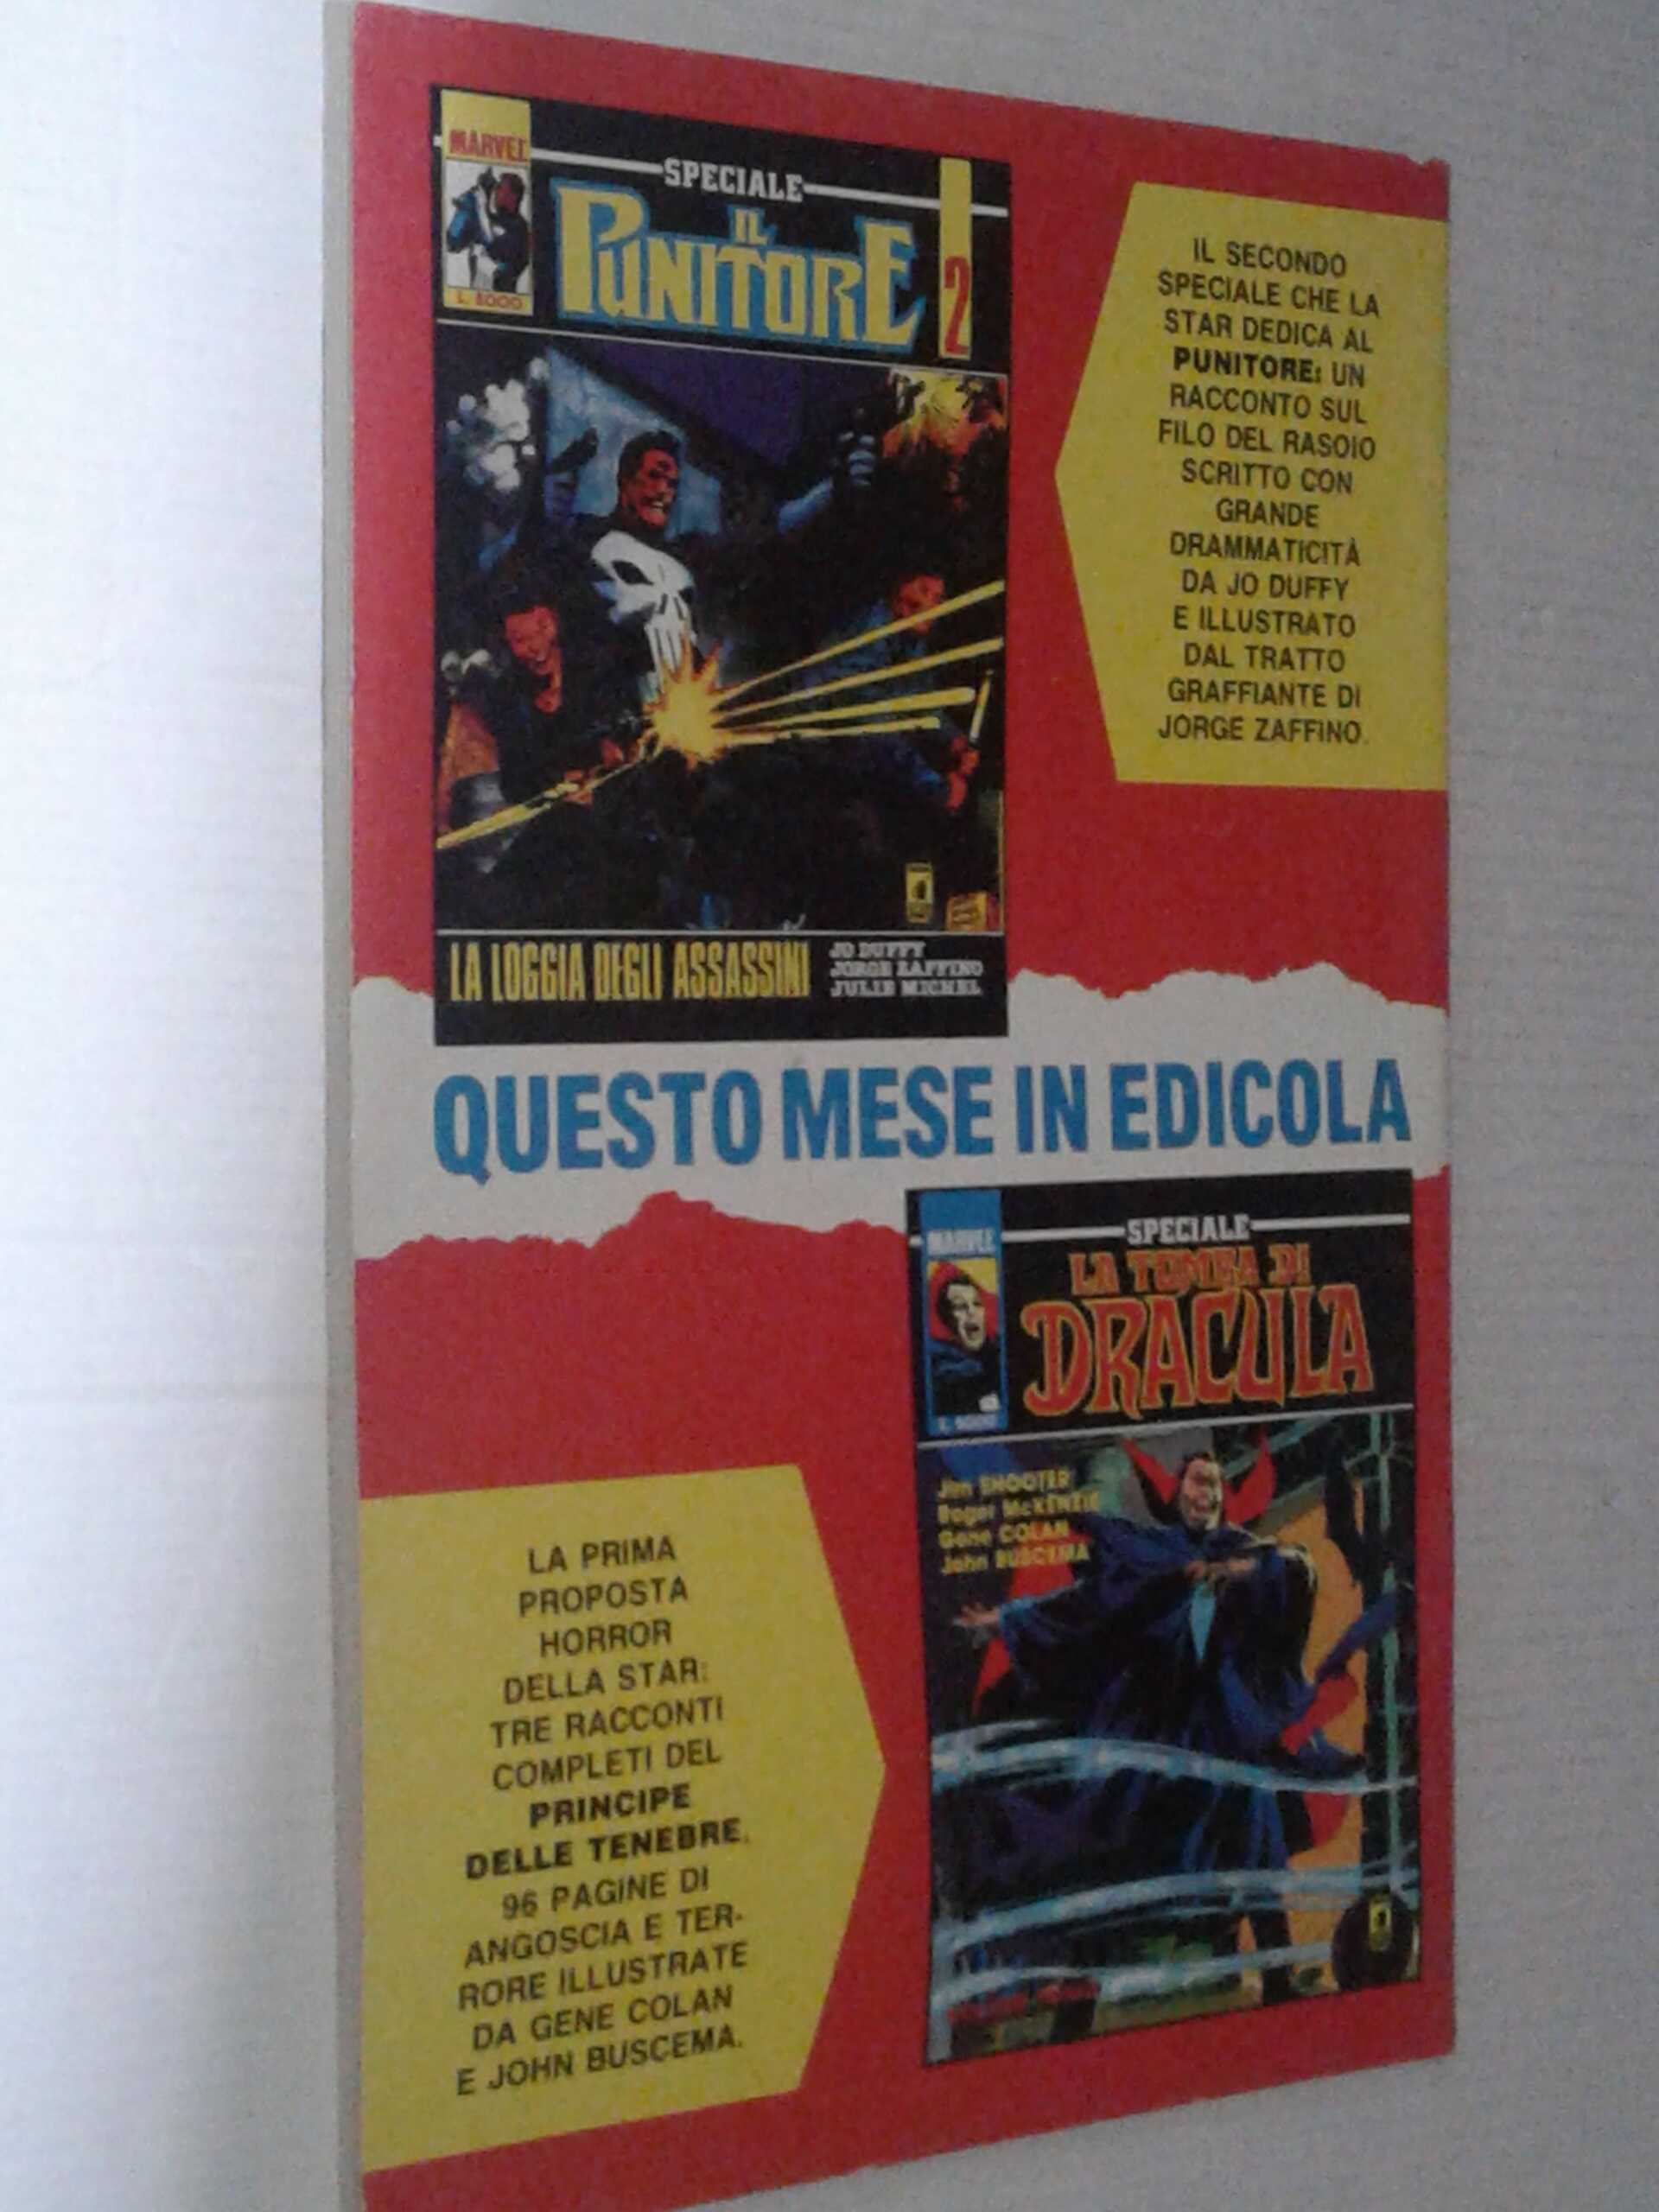 MARVEL
SPECIALE
IL
PUNITORE
2
L. 5000
LA LOGGIA DEGLI ASSASSINI
JO DUFFY
JORGE ZAFFINO
JULIE MICHEL
IL SECONDO
SPECIALE CHE LA
STAR DEDICA AL
PUNITORE: UN
RACCONTO SUL
FILO DEL RASOIO
SCRITTO CON
GRANDE
DRAMMATICITÀ
DA JO DUFFY
E ILLUSTRATO
DAL TRATTO
GRAFFIANTE DI
JORGE ZAFFINO.
QUESTO MESE IN EDICOLA
MARVEL
SPECIALE
LA TOMBA DI
DRACULA
Jim SHOOTER
Roger McKENZIE
Gene COLAN
John BUSCEMA
LA PRIMA
PROPOSTA
HORROR
DELLA STAR:
TRE RACCONTI
COMPLETI DEL
PRINCIPE
DELLE TENEBRE.
96 PAGINE DI
ANGOSCIA E TER-
RORE ILLUSTRATE
DA GENE COLAN
E JOHN BUSCEMA.